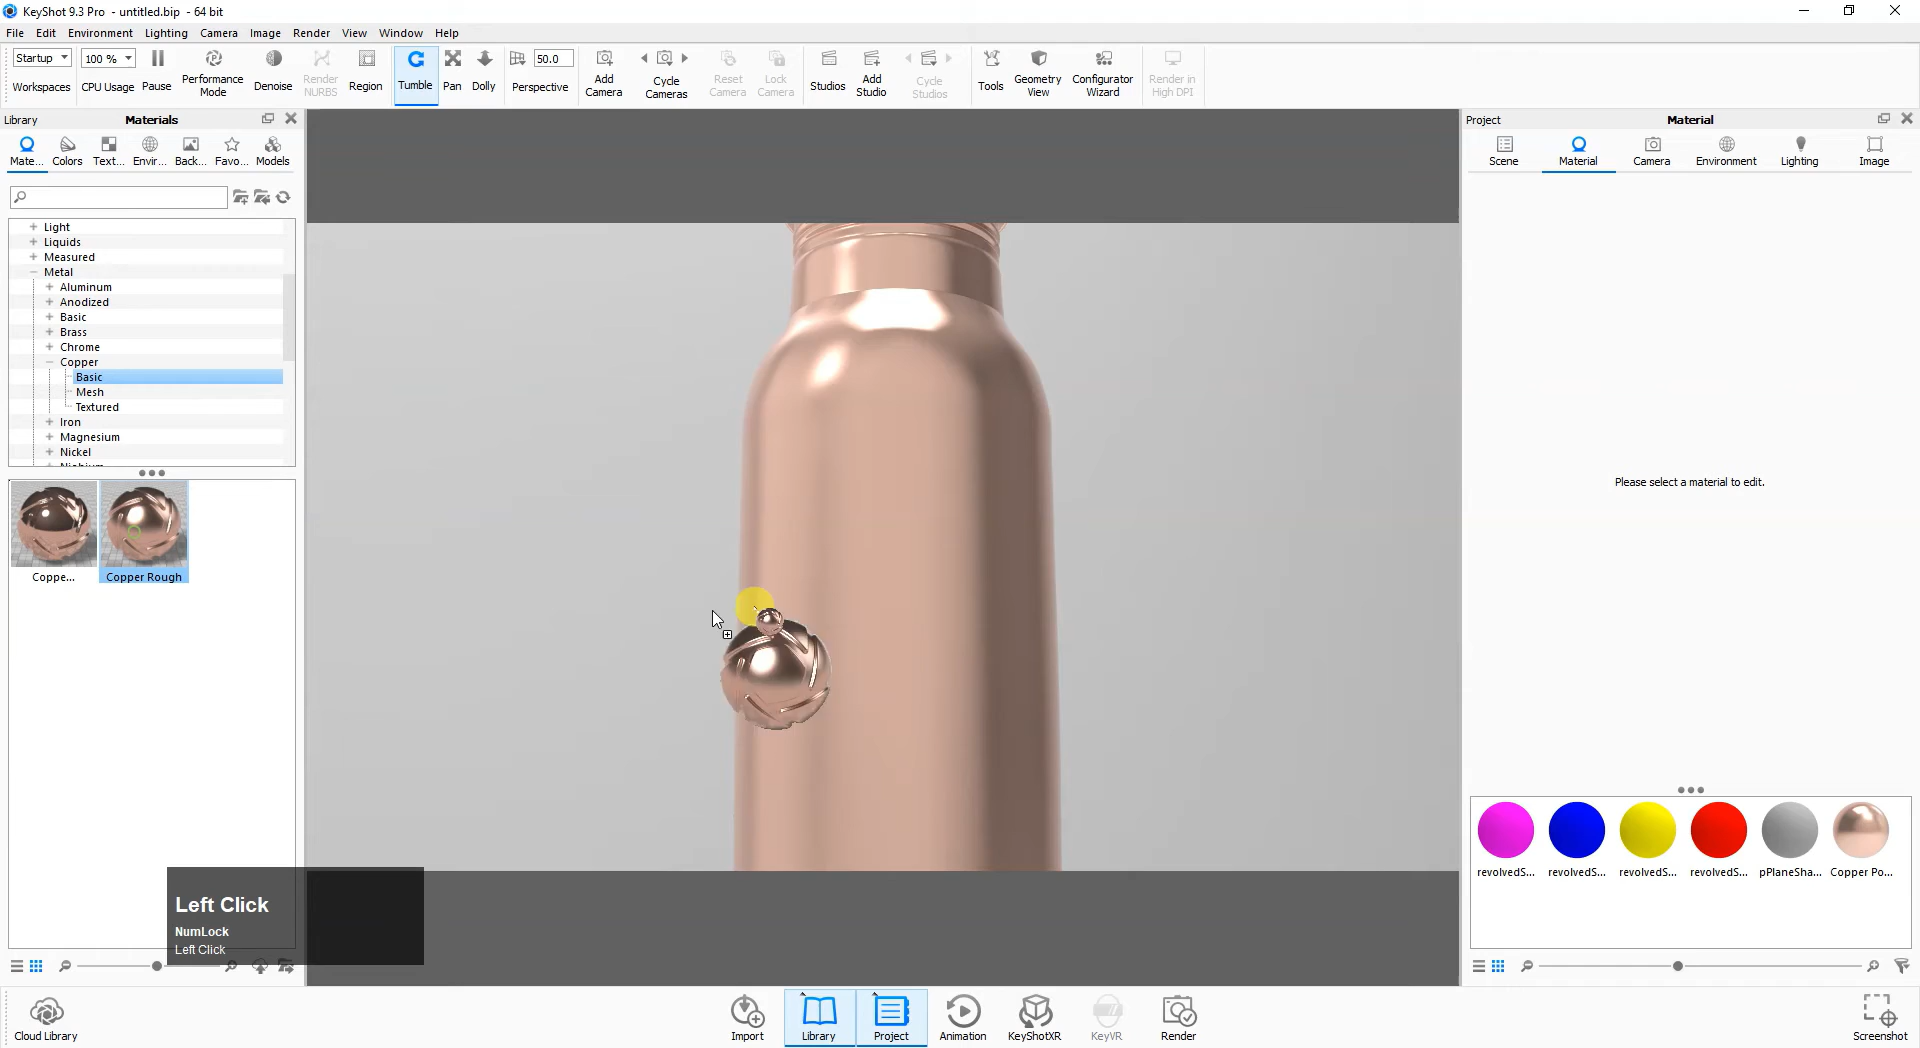 KeyShot 9.3 Pro - untitled.bip - 64 bit
File Edit Environment Lighting Camera Image Render View Window Help
Startup 100 % 50.0
Workspaces CPU Usage Pause Performance Mode Denoise Render NURBS Region Tumble Pan Dolly Perspective Add Camera Cycle Cameras Reset Camera Lock Camera Studios Add Studio Cycle Studios Tools Geometry View Configurator Wizard Render in High DPI
Library Materials
Mate... Colors Text... Envir... Back... Favo... Models
Light
Liquids
Measured
Metal
Aluminum
Anodized
Basic
Brass
Chrome
Copper
Basic
Mesh
Textured
Iron
Magnesium
Nickel
Coppe... Copper Rough
Left Click
NumLock
Left Click
Project Material
Scene Material Camera Environment Lighting Image
Please select a material to edit.
revolvedS... revolvedS... revolvedS... revolvedS... pPlaneSha... Copper Po...
Cloud Library Import Library Project Animation KeyShotXR KeyVR Render Screenshot